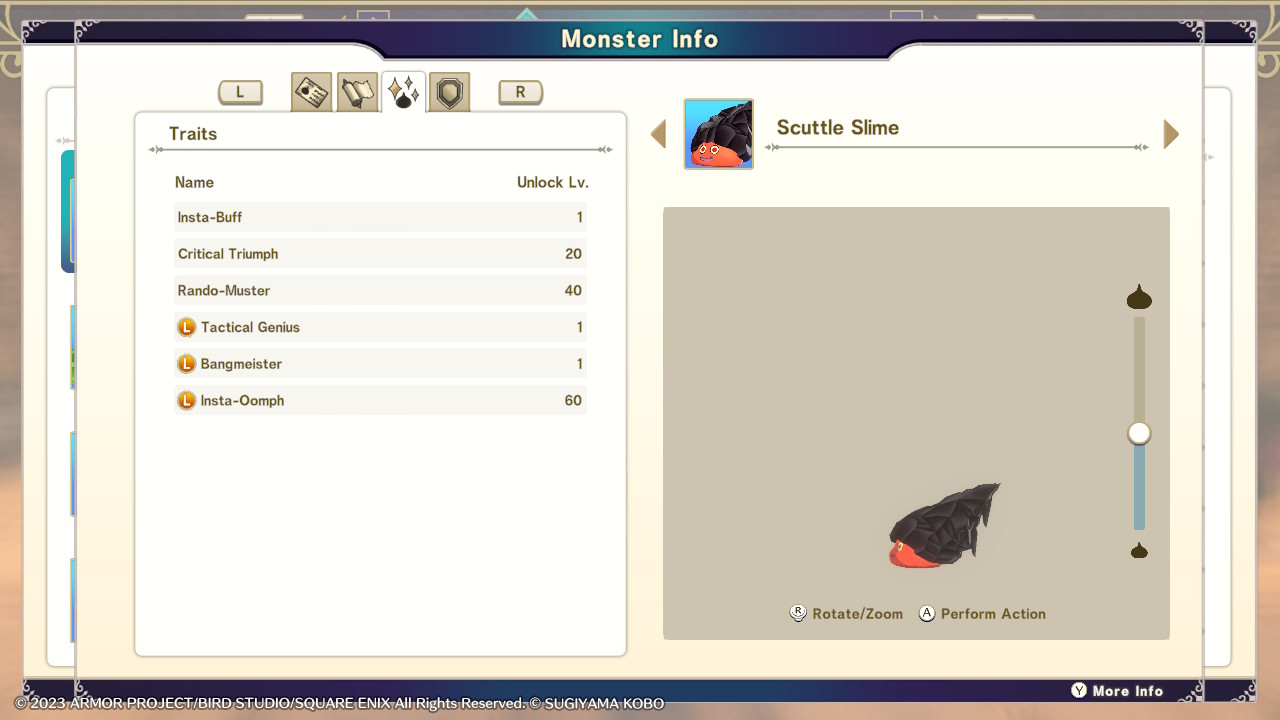 Monster Info
L
R
Traits
Name Unlock Lv.
Insta-Buff 1
Critical Triumph 20
Rando-Muster 40
L Tactical Genius 1
L Bangmeister 1
L Insta-Oomph 60
Scuttle Slime
R Rotate/Zoom A Perform Action
Y More Info
© 2023 ARMOR PROJECT/BIRD STUDIO/SQUARE ENIX All Rights Reserved. © SUGIYAMA KOBO